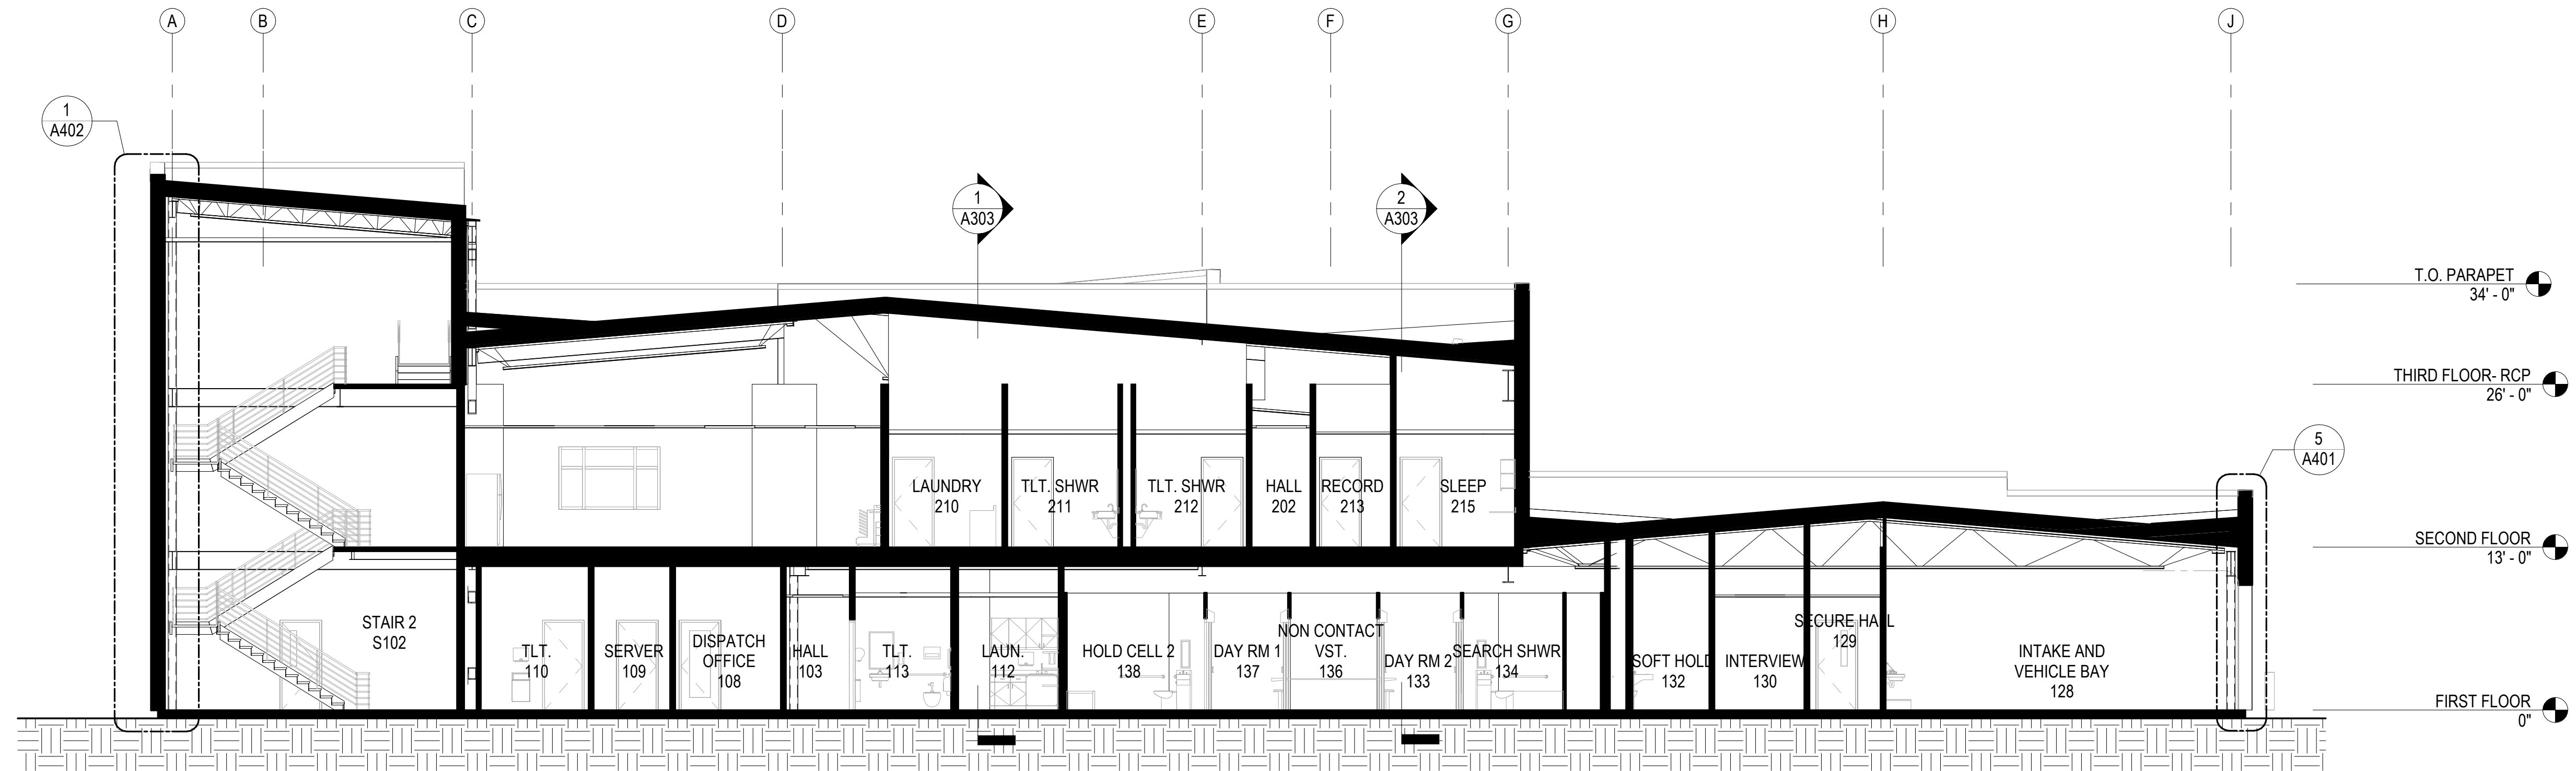 A
B
C
D
E
F
G
H
J
1
A402
1
A303
2
A303
T.O. PARAPET
34' - 0"
THIRD FLOOR- RCP
26' - 0"
5
A401
LAUNDRY
210
TLT. SHWR
211
TLT. SHWR
212
HALL
202
RECORD
213
SLEEP
215
SECOND FLOOR
13' - 0"
STAIR 2
S102
TLT.
110
SERVER
109
DISPATCH
OFFICE
108
HALL
103
TLT.
113
LAUN.
112
HOLD CELL 2
138
DAY RM 1
137
NON CONTACT
VST.
136
DAY RM 2
133
SEARCH SHWR
134
SOFT HOLD
132
INTERVIEW
130
SECURE HALL
129
INTAKE AND
VEHICLE BAY
128
FIRST FLOOR
0"